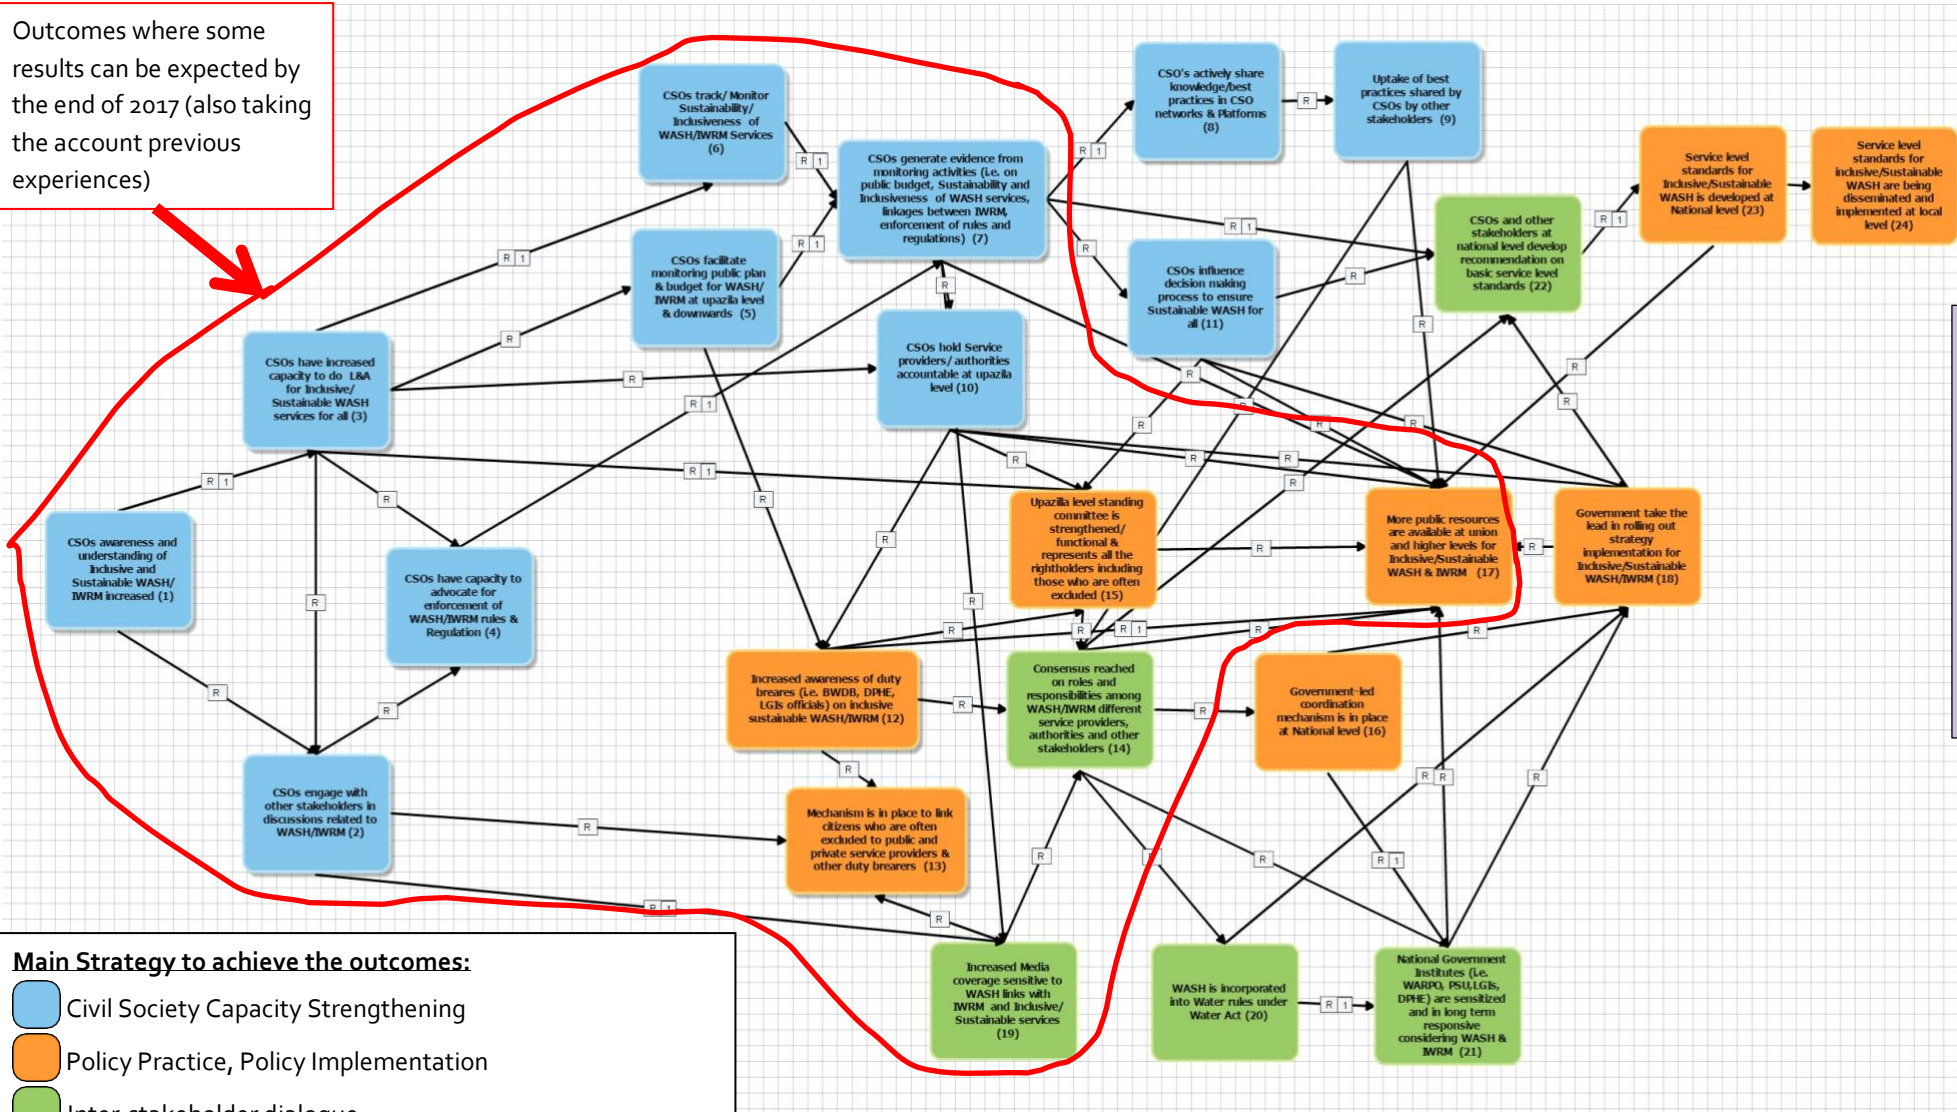 Outcomes where some
results can be expected by
the end of 2017 (also taking
the account previous
experiences)
CSOs track/ Monitor
Sustainability/
Inclusiveness of
WASH/IWRM Services
(6)
CSO's actively share
knowledge/best
practices in CSO
networks & Platforms
(8)
R
Uptake of best
practices shared by
CSOs by other
stakeholders (9)
R 1
CSOs generate evidence from
monitoring activities (i.e. on
public budget, Sustainability and
Inclusiveness of WASH services,
linkages between IWRM,
enforcement of rules and
regulations) (7)
R 1
Service level
standards for
Inclusive/Sustainable
WASH is developed at
National level (23)
Service level
standards for
inclusive/Sustainable
WASH are being
disseminated and
implemented at local
level (24)
R 1
CSOs facilitate
monitoring public plan
& budget for WASH/
IWRM at upazila level
& downwards (5)
R 1
R
R 1
R
CSOs influence
decision making
process to ensure
Sustainable WASH for
all (11)
R
CSOs and other
stakeholders at
national level develop
recommendation on
basic service level
standards (22)
R 1
CSOs have increased
capacity to do L&A
for Inclusive/
Sustainable WASH
services for all (3)
R
R
CSOs hold Service
providers/ authorities
accountable at upazila
level (10)
R
R
R
R 1
R
R
R
R
R
R 1
R
R 1
R
R
R
R
R
R
CSOs awareness and
understanding of
Inclusive and
Sustainable WASH/
IWRM increased (1)
R
CSOs have capacity to
advocate for
enforcement of
WASH/IWRM rules &
Regulation (4)
R
R
Upazilla level standing
committee is
strengthened/
functional &
represents all the
rightholders including
those who are often
excluded (15)
R
More public resources
are available at union
and higher levels for
Inclusive/Sustainable
WASH & IWRM (17)
R
Government take the
lead in rolling out
strategy
implementation for
Inclusive/Sustainable
WASH/IWRM (18)
R
R
R 1
R
R
R
R
Increased awareness of duty
breares (i.e. BWDB, DPHE,
LGIs officials) on inclusive
sustainable WASH/IWRM (12)
R
Consensus reached
on roles and
responsibilities among
WASH/IWRM different
service providers,
authorities and other
stakeholders (14)
R
Government-led
coordination
mechanism is in place
at National level (16)
R
R
R
R
CSOs engage with
other stakeholders in
discussions related to
WASH/IWRM (2)
R
Mechanism is in place to link
citizens who are often
excluded to public and
private service providers &
other duty brearers (13)
R
R
R
R 1
R 1
R
Increased Media
coverage sensitive to
WASH links with
IWRM and Inclusive/
Sustainable services
(19)
WASH is incorporated
into Water rules under
Water Act (20)
R 1
National Government
Institutes (i.e.
WARPO, PSU,LGIs,
DPHE) are sensitized
and in long term
responsive
considering WASH &
IWRM (21)
Main Strategy to achieve the outcomes:
Civil Society Capacity Strengthening
Policy Practice, Policy Implementation
Inter-stakeholder dialogue